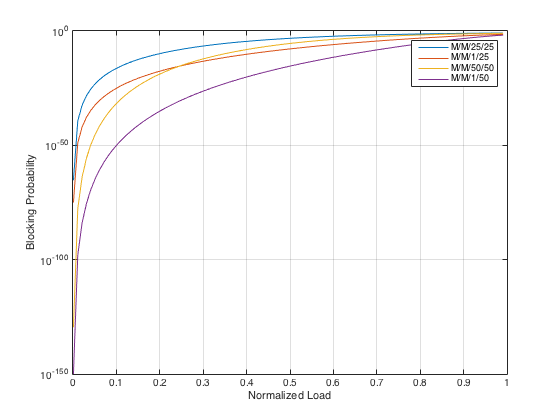 10^0
M/M/25/25
M/M/1/25
M/M/50/50
M/M/1/50
10^-50
Blocking Probability
10^-100
10^-150
0 0.1 0.2 0.3 0.4 0.5 0.6 0.7 0.8 0.9 1
Normalized Load